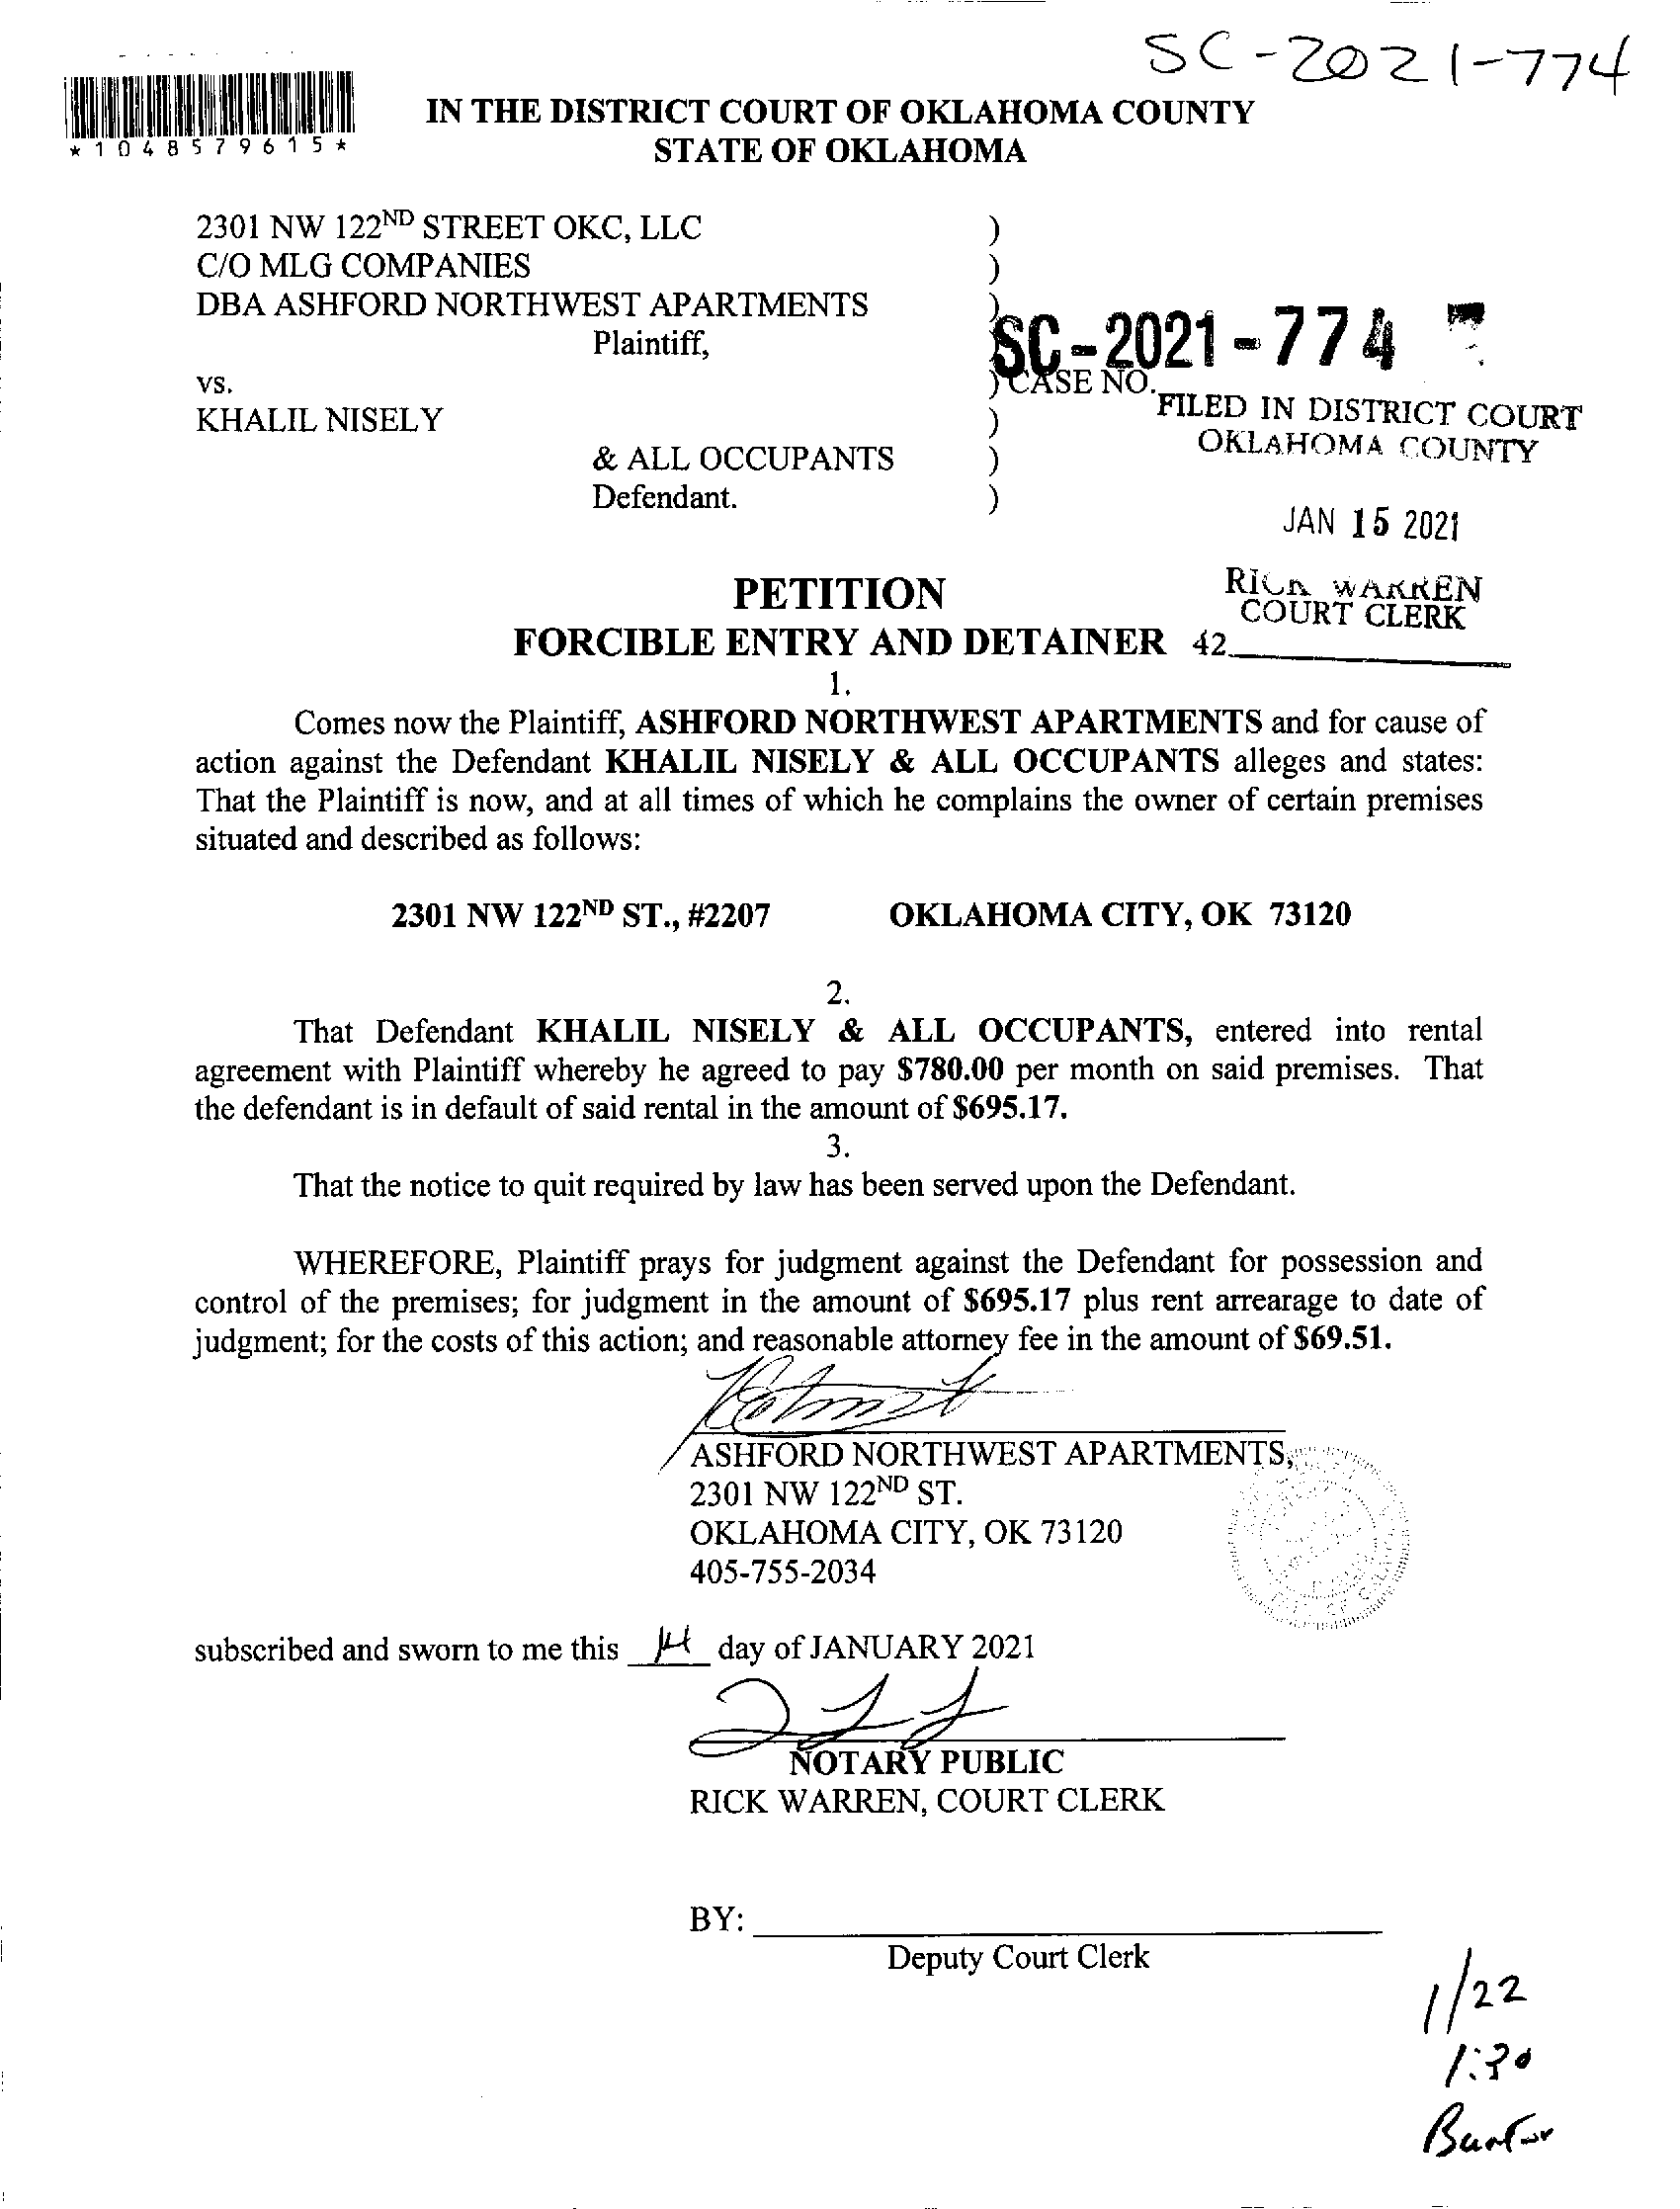 SC-2021-774
*1048579615*
IN THE DISTRICT COURT OF OKLAHOMA COUNTY
STATE OF OKLAHOMA
2301 NW 122ND STREET OKC, LLC )
C/O MLG COMPANIES )
DBA ASHFORD NORTHWEST APARTMENTS )
Plaintiff,
SC-2021-774
vs. ) CASE NO.
FILED IN DISTRICT COURT
KHALIL NISELY )
OKLAHOMA COUNTY
& ALL OCCUPANTS )
Defendant. )
JAN 15 2021
PETITION
RICK WARREN
COURT CLERK
FORCIBLE ENTRY AND DETAINER 42
1.
Comes now the Plaintiff, ASHFORD NORTHWEST APARTMENTS and for cause of
action against the Defendant KHALIL NISELY & ALL OCCUPANTS alleges and states:
That the Plaintiff is now, and at all times of which he complains the owner of certain premises
situated and described as follows:
2301 NW 122ND ST., #2207 OKLAHOMA CITY, OK 73120
2.
That Defendant KHALIL NISELY & ALL OCCUPANTS, entered into rental
agreement with Plaintiff whereby he agreed to pay $780.00 per month on said premises. That
the defendant is in default of said rental in the amount of $695.17.
3.
That the notice to quit required by law has been served upon the Defendant.
WHEREFORE, Plaintiff prays for judgment against the Defendant for possession and
control of the premises; for judgment in the amount of $695.17 plus rent arrearage to date of
judgment; for the costs of this action; and reasonable attorney fee in the amount of $69.51.
ASHFORD NORTHWEST APARTMENTS,
2301 NW 122ND ST.
OKLAHOMA CITY, OK 73120
405-755-2034
subscribed and sworn to me this 14 day of JANUARY 2021
NOTARY PUBLIC
RICK WARREN, COURT CLERK
BY:
Deputy Court Clerk
1/22
1:30